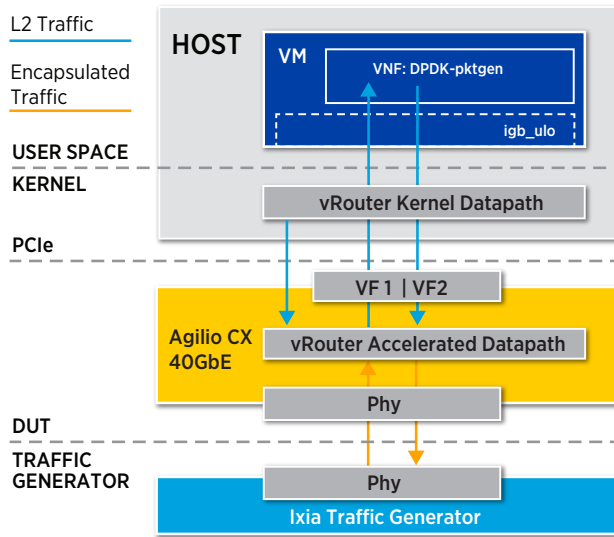 L2 Traffic
Encapsulated
Traffic
HOST
VM
VNF: DPDK-pktgen
igb_ulo
USER SPACE
KERNEL
vRouter Kernel Datapath
PCIe
VF 1 | VF2
Agilio CX
40GbE
vRouter Accelerated Datapath
Phy
DUT
TRAFFIC
GENERATOR
Phy
Ixia Traffic Generator